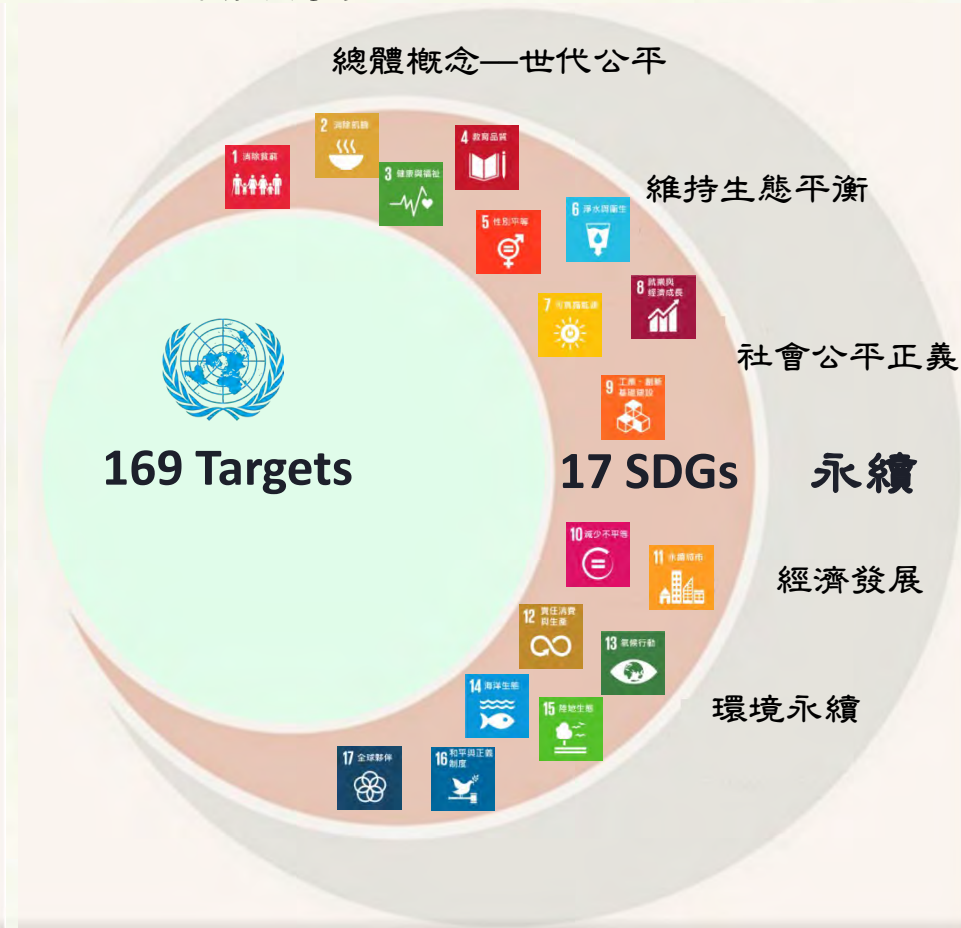 總體概念—世代公平
1 消除貧窮
2 消除飢餓
3 健康與福祉
4 教育品質
5 性別平等
6 淨水與衛生
維持生態平衡
7 可負擔能源
8 就業與
經濟成長
社會公平正義
9 工業、創新
基礎建設
169 Targets
17 SDGs
永續
10 減少不平等
11 永續城市
經濟發展
12 責任消費
與生產
13 氣候行動
14 海洋生態
15 陸地生態
環境永續
16 和平與正義
制度
17 全球夥伴